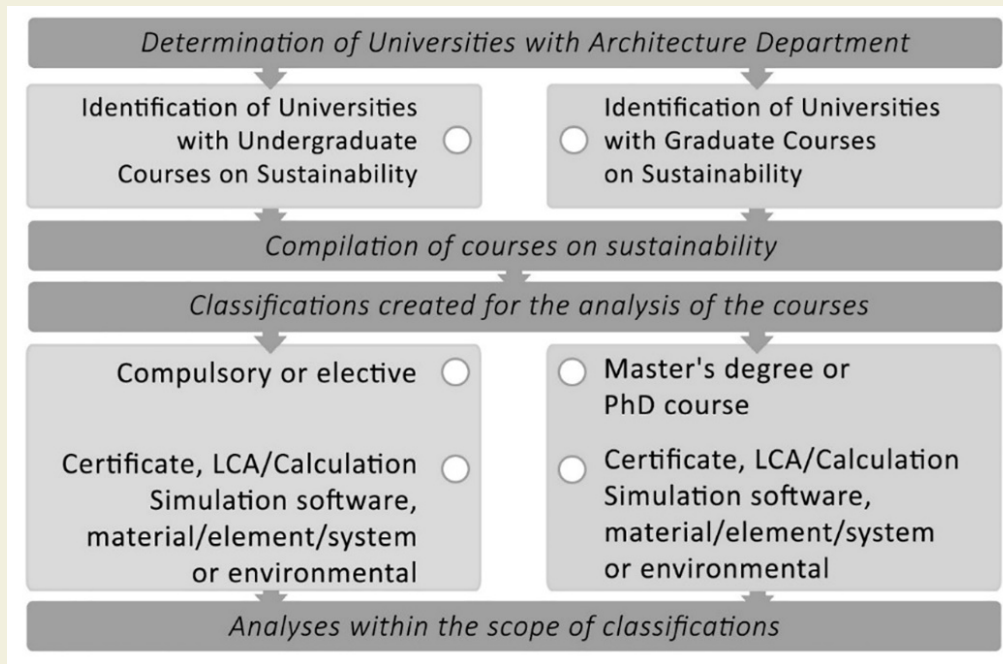 Determination of Universities with Architecture Department
Identification of Universities
with Undergraduate
Courses on Sustainability
Identification of Universities
with Graduate Courses
on Sustainability
Compilation of courses on sustainability
Classifications created for the analysis of the courses
Compulsory or elective
Certificate, LCA/Calculation
Simulation software,
material/element/system
or environmental
Master's degree or
PhD course
Certificate, LCA/Calculation
Simulation software,
material/element/system
or environmental
Analyses within the scope of classifications